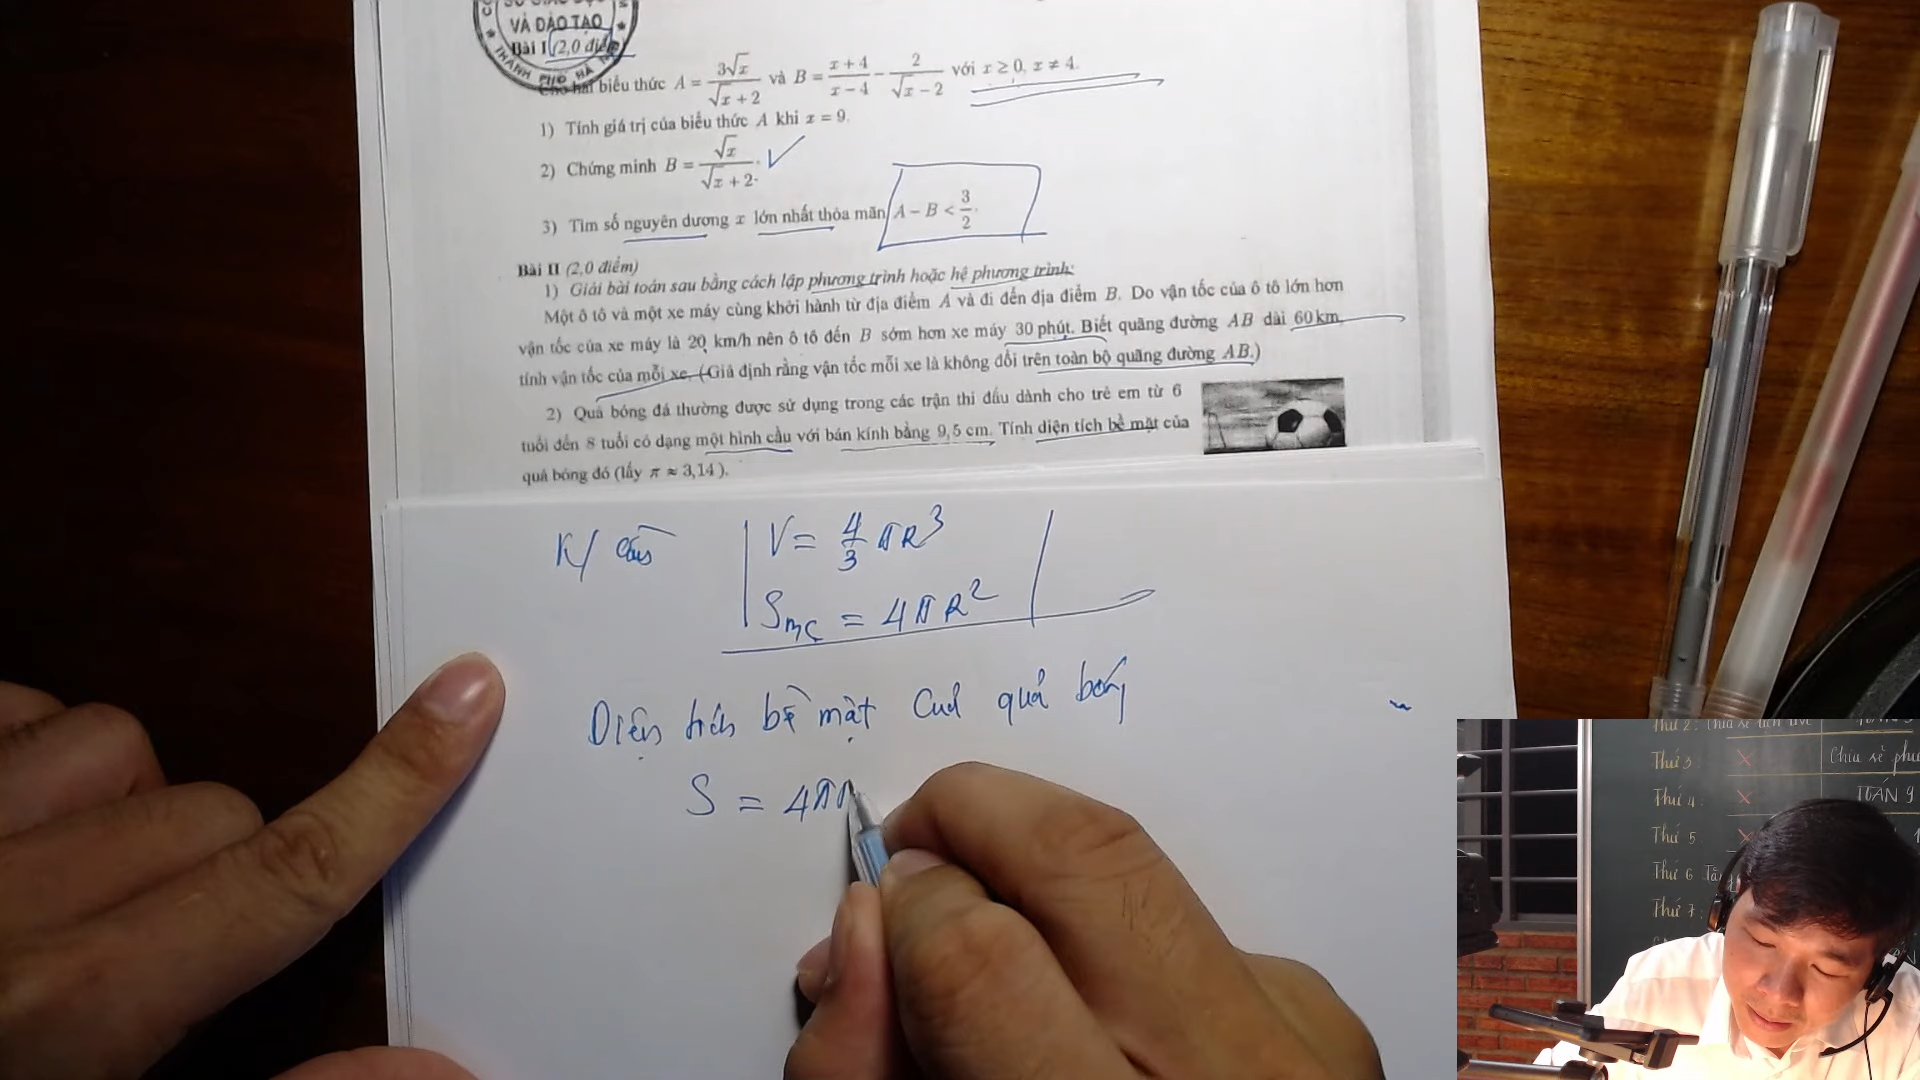 VÀ ĐÀO TẠO
THÀNH PHỐ HÀ
Bài I (2,0 điểm)
Cho hai biểu thức A = 3√x / (√x + 2) và B = (x + 4) / (x − 4) − 2 / (√x − 2) với x ≥ 0, x ≠ 4.
1) Tính giá trị của biểu thức A khi x = 9.
2) Chứng minh B = √x / (√x + 2).
3) Tìm số nguyên dương x lớn nhất thỏa mãn A − B < 3/2.
Bài II (2,0 điểm)
1) Giải bài toán sau bằng cách lập phương trình hoặc hệ phương trình:
Một ô tô và một xe máy cùng khởi hành từ địa điểm A và đi đến địa điểm B. Do vận tốc của ô tô lớn hơn
vận tốc của xe máy là 20 km/h nên ô tô đến B sớm hơn xe máy 30 phút. Biết quãng đường AB dài 60 km,
tính vận tốc của mỗi xe. (Giả định rằng vận tốc mỗi xe là không đổi trên toàn bộ quãng đường AB.)
2) Quả bóng đá thường được sử dụng trong các trận thi đấu dành cho trẻ em từ 6
tuổi đến 8 tuổi có dạng một hình cầu với bán kính bằng 9,5 cm. Tính diện tích bề mặt của
quả bóng đó (lấy π ≈ 3,14).
K/ cầu
V = 4/3 πR³
Smc = 4πR²
Diện tích bề mặt của quả bóng
S = 4π
Thứ 2:
Thứ 3 X Chia sẻ
Thứ 4 X TOÁN 9
Thứ 5 X
Thứ 6
Thứ 7